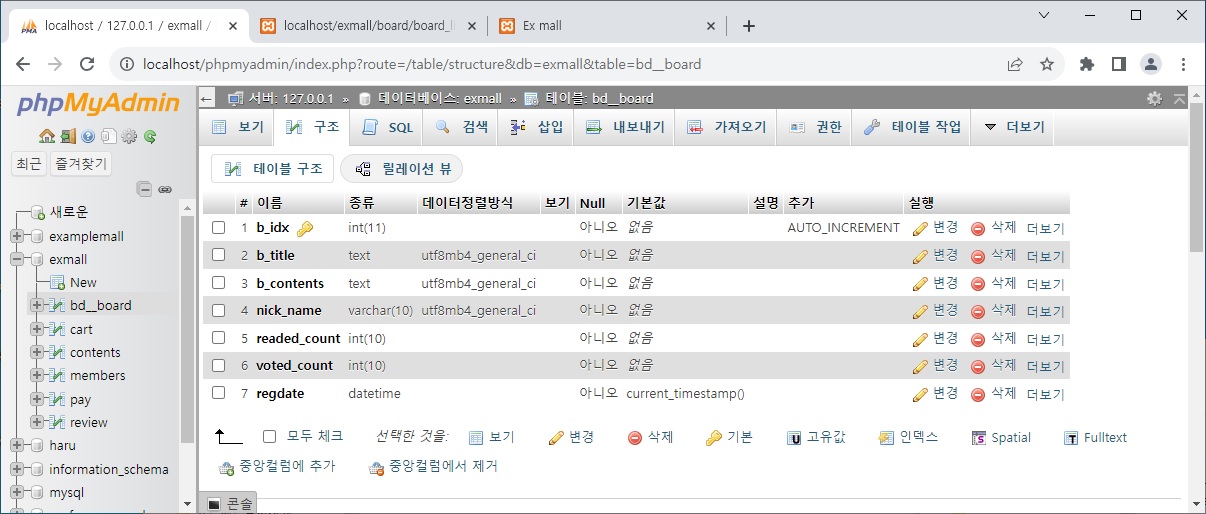 localhost / 127.0.0.1 / exmall /
localhost/exmall/board/board_l
Ex mall
localhost/phpmyadmin/index.php?route=/table/structure&db=exmall&table=bd__board
phpMyAdmin
최근 즐겨찾기
새로운
examplemall
exmall
New
bd__board
cart
contents
members
pay
review
haru
information_schema
mysql
서버: 127.0.0.1 » 데이터베이스: exmall » 테이블: bd__board
보기 구조 SQL 검색 삽입 내보내기 가져오기 권한 테이블 작업 더보기
테이블 구조 릴레이션 뷰
# 이름 종류 데이터정렬방식 보기 Null 기본값 설명 추가 실행
1 b_idx int(11) 아니오 없음 AUTO_INCREMENT 변경 삭제 더보기
2 b_title text utf8mb4_general_ci 아니오 없음 변경 삭제 더보기
3 b_contents text utf8mb4_general_ci 아니오 없음 변경 삭제 더보기
4 nick_name varchar(10) utf8mb4_general_ci 아니오 없음 변경 삭제 더보기
5 readed_count int(10) 아니오 없음 변경 삭제 더보기
6 voted_count int(10) 아니오 없음 변경 삭제 더보기
7 regdate datetime 아니오 current_timestamp() 변경 삭제 더보기
모두 체크 선택한 것을: 보기 변경 삭제 기본 고유값 인덱스 Spatial Fulltext
중앙컬럼에 추가 중앙컬럼에서 제거
콘솔